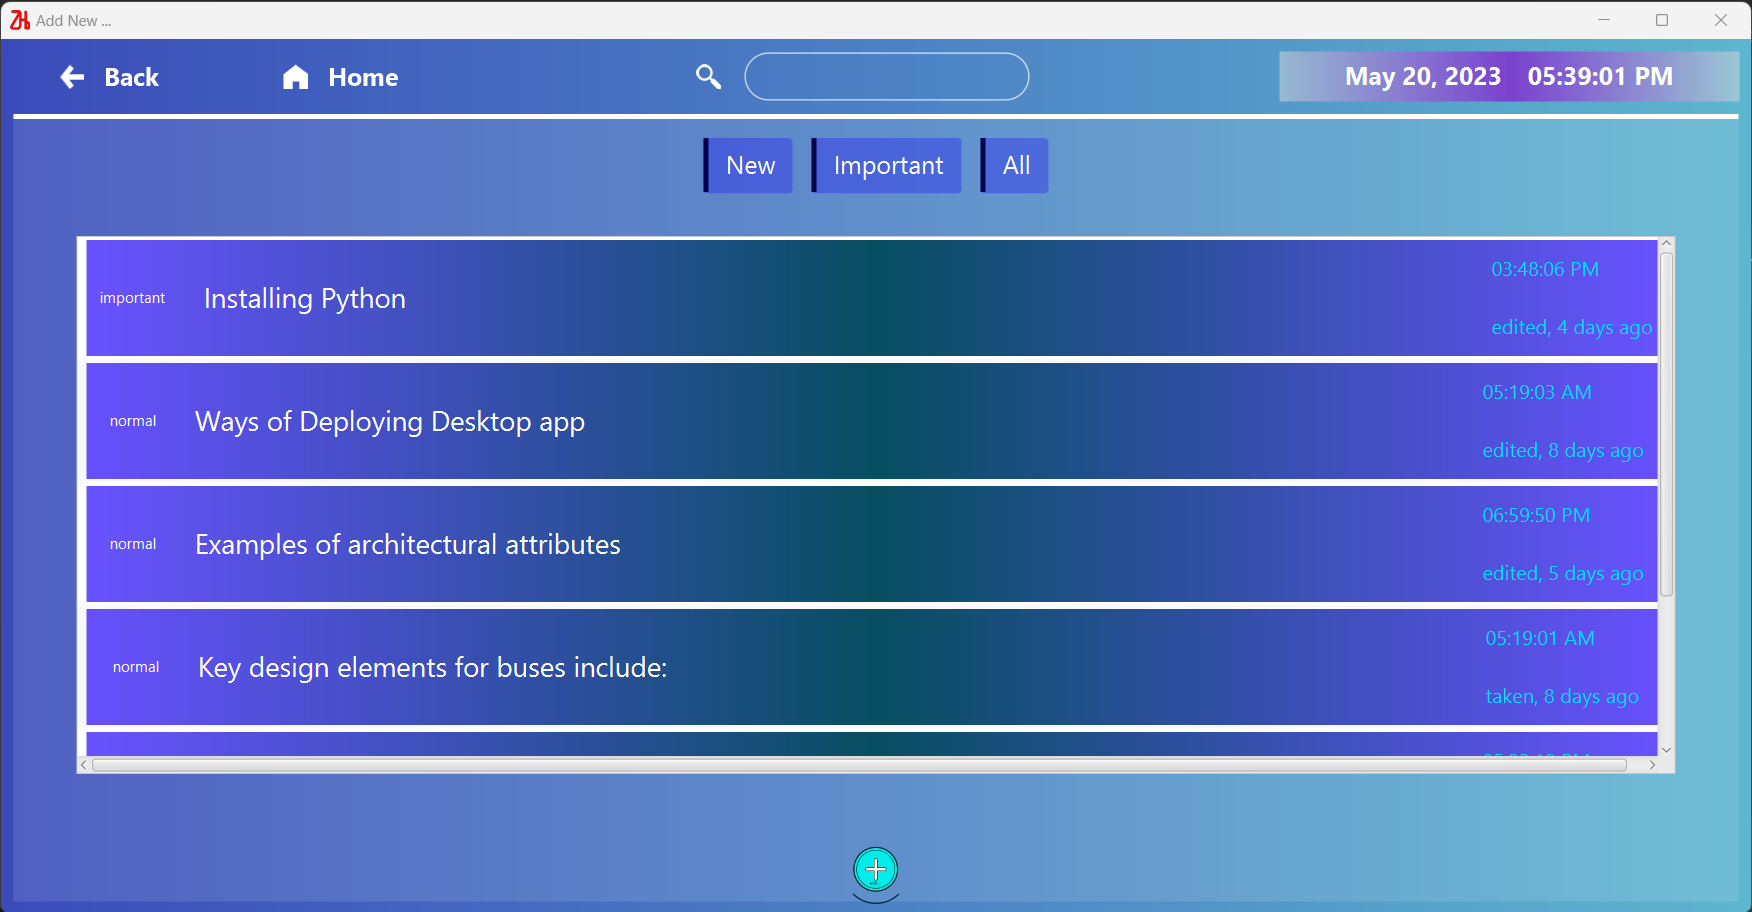 Add New ...
Back
Home
May 20, 2023 05:39:01 PM
New
Important
All
important
Installing Python
03:48:06 PM
edited, 4 days ago
normal
Ways of Deploying Desktop app
05:19:03 AM
edited, 8 days ago
normal
Examples of architectural attributes
06:59:50 PM
edited, 5 days ago
normal
Key design elements for buses include:
05:19:01 AM
taken, 8 days ago